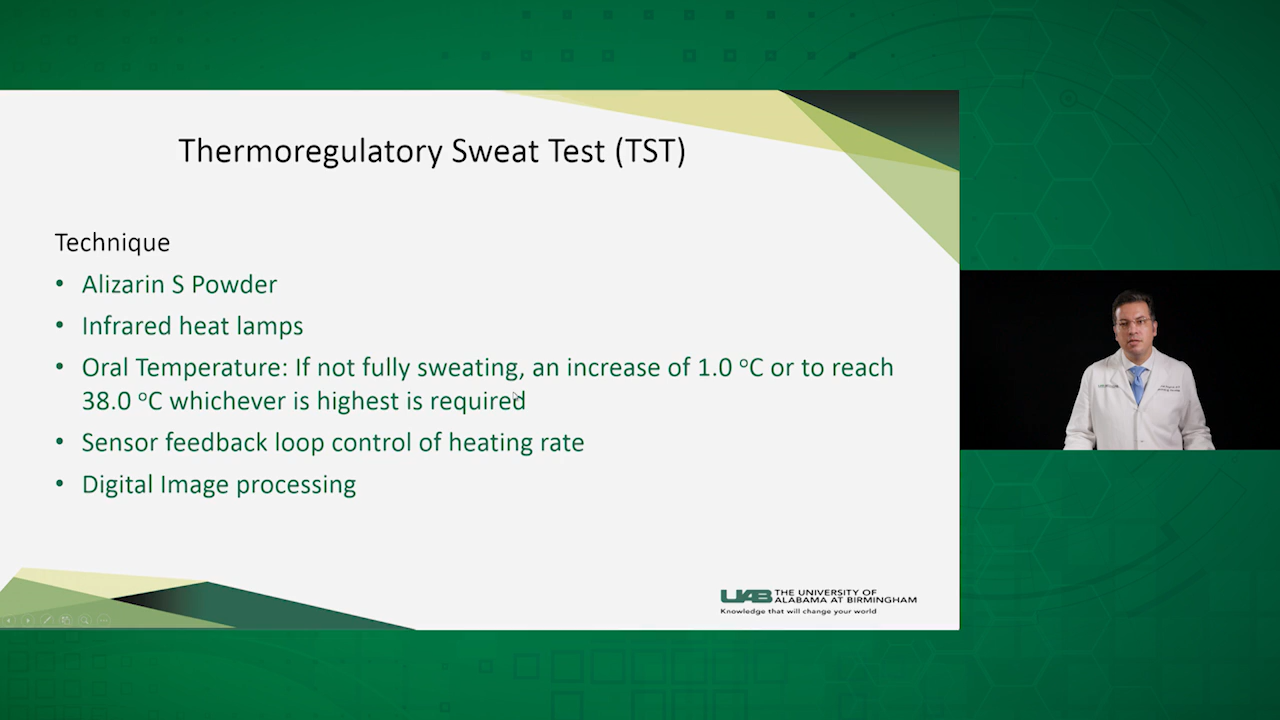 Thermoregulatory Sweat Test (TST)
Technique
• Alizarin S Powder
• Infrared heat lamps
• Oral Temperature: If not fully sweating, an increase of 1.0 ºC or to reach
38.0 ºC whichever is highest is required
• Sensor feedback loop control of heating rate
• Digital Image processing
UAB THE UNIVERSITY OF
ALABAMA AT BIRMINGHAM
Knowledge that will change your world